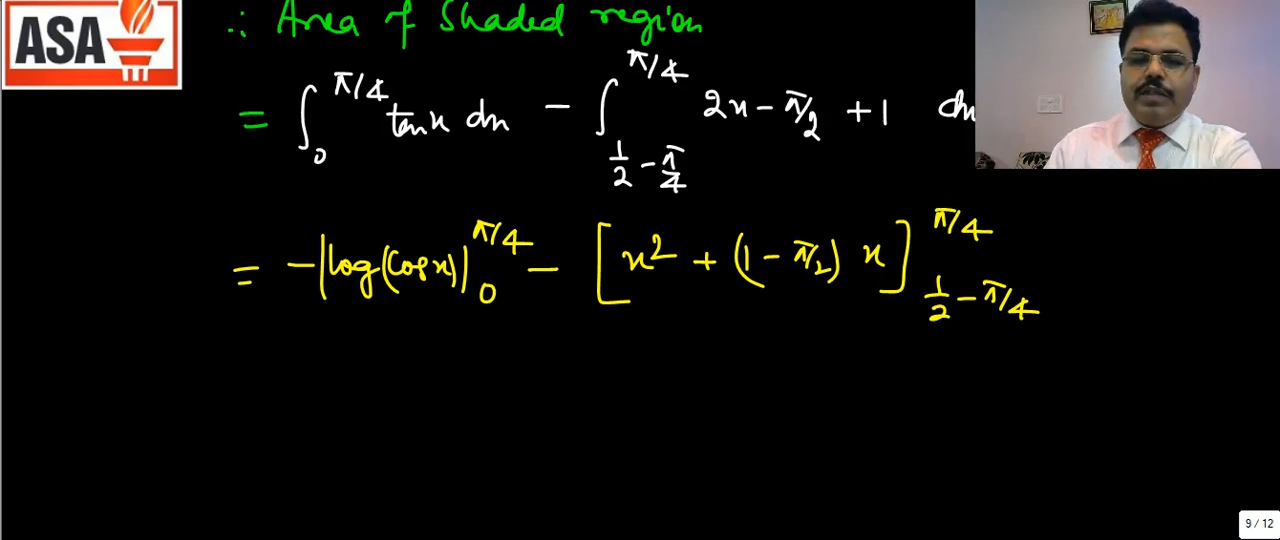 ASA
∴ Area of shaded region
= ∫₀^{π/4} tan x dx − ∫_{1/2 − π/4}^{π/4} 2x − π/2 + 1 dx
= −|log(cos x)|₀^{π/4} − [x² + (1 − π/2) x]_{1/2 − π/4}^{π/4}
9 / 12